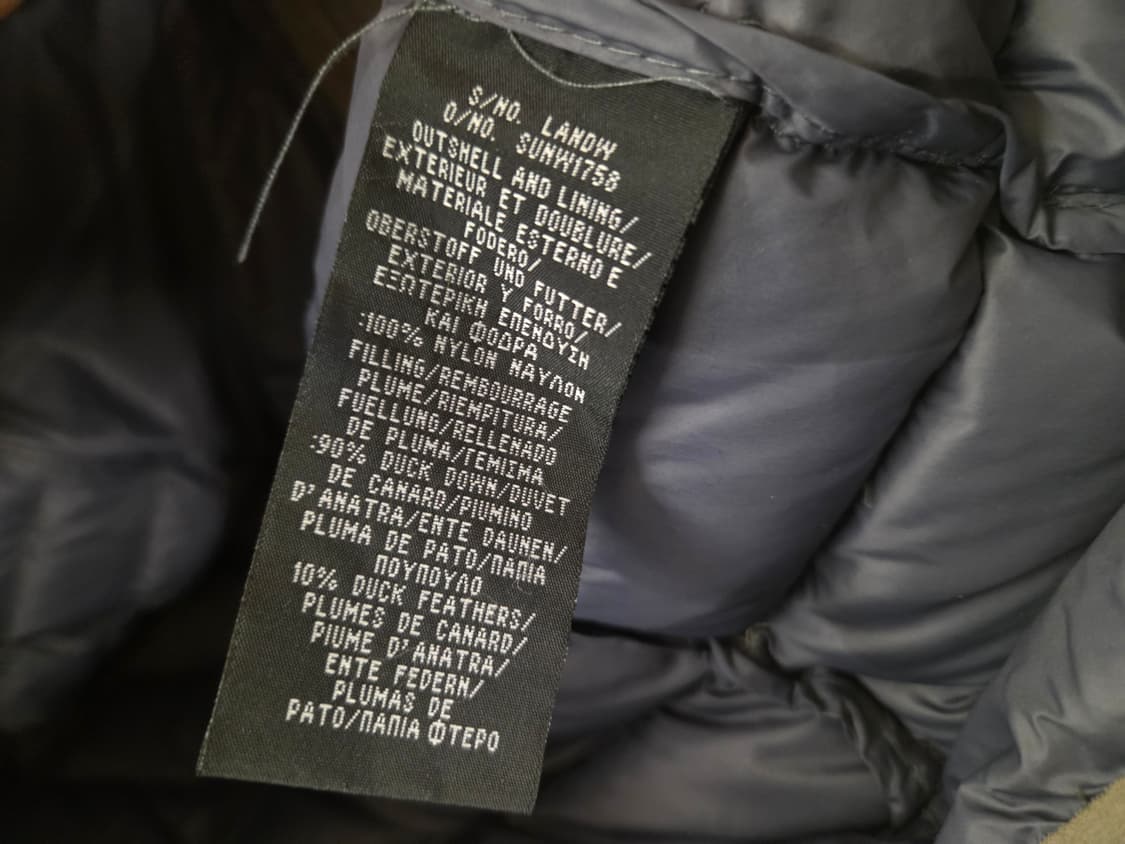 S/NO. LANDW
O/NO. SUNW1758
OUTSHELL AND LINING/
EXTERIEUR ET DOUBLURE/
MATERIALE ESTERNO E
FODERO/
OBERSTOFF UND FUTTER/
EXTERIOR Y FORRO/
ΕΞΩΤΕΡΙΚΗ ΕΠΕΝΔΥΣΗ
ΚΑΙ ΦΟΔΡΑ
:100% NYLON ΝΑΥΛΟΝ
FILLING/REMBOURRAGE
PLUME/RIEMPITURA/
FUELLUNG/RELLENADO
DE PLUMA/ΓΕΜΙΣΜΑ
:90% DUCK DOWN/DUVET
DE CANARD/PIUMINO
D'ANATRA/ENTE DAUNEN/
PLUMA DE PATO/ΠΑΠΙΑ
ΠΟΥΠΟΥΛΟ
10% DUCK FEATHERS/
PLUMES DE CANARD/
PIUME D'ANATRA/
ENTE FEDERN/
PLUMAS DE
PATO/ΠΑΠΙΑ ΦΤΕΡΟ